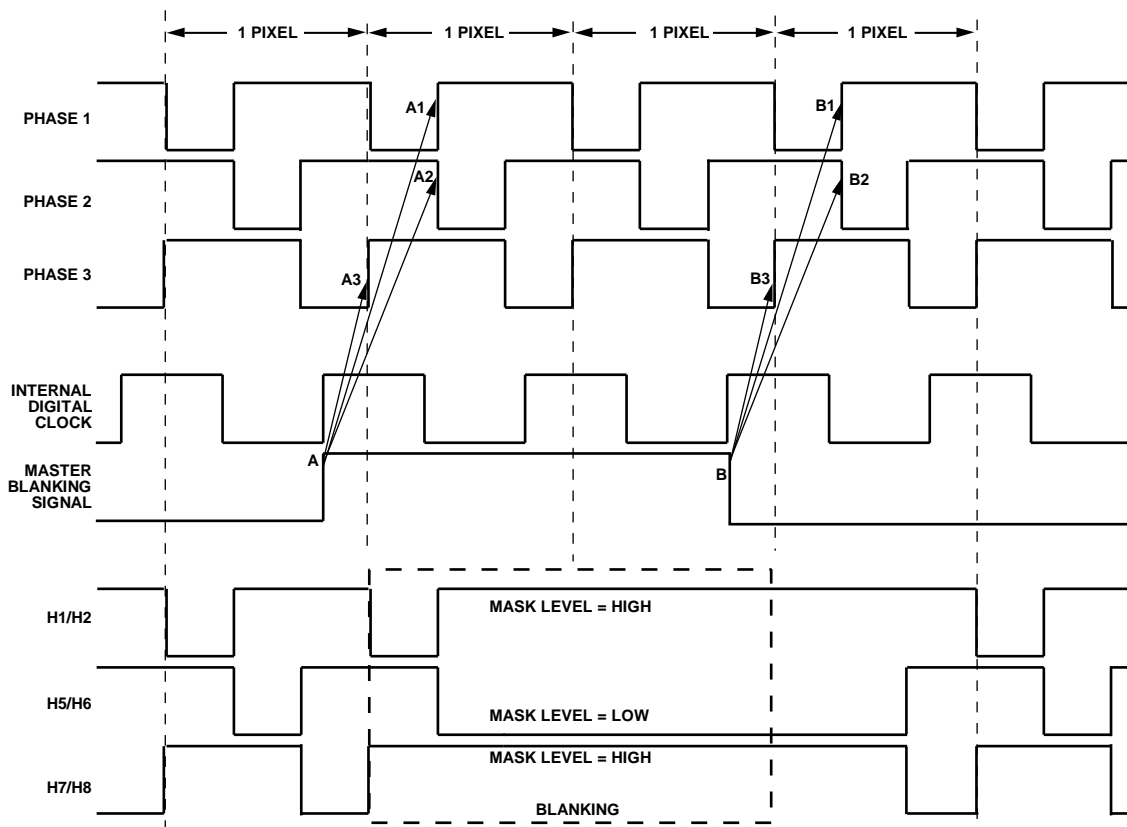 1 PIXEL 1 PIXEL 1 PIXEL 1 PIXEL
PHASE 1
A1
B1
PHASE 2
A2
B2
PHASE 3
A3
B3
INTERNAL
DIGITAL
CLOCK
MASTER
BLANKING
SIGNAL
A
B
H1/H2
MASK LEVEL = HIGH
H5/H6
MASK LEVEL = LOW
MASK LEVEL = HIGH
H7/H8
BLANKING